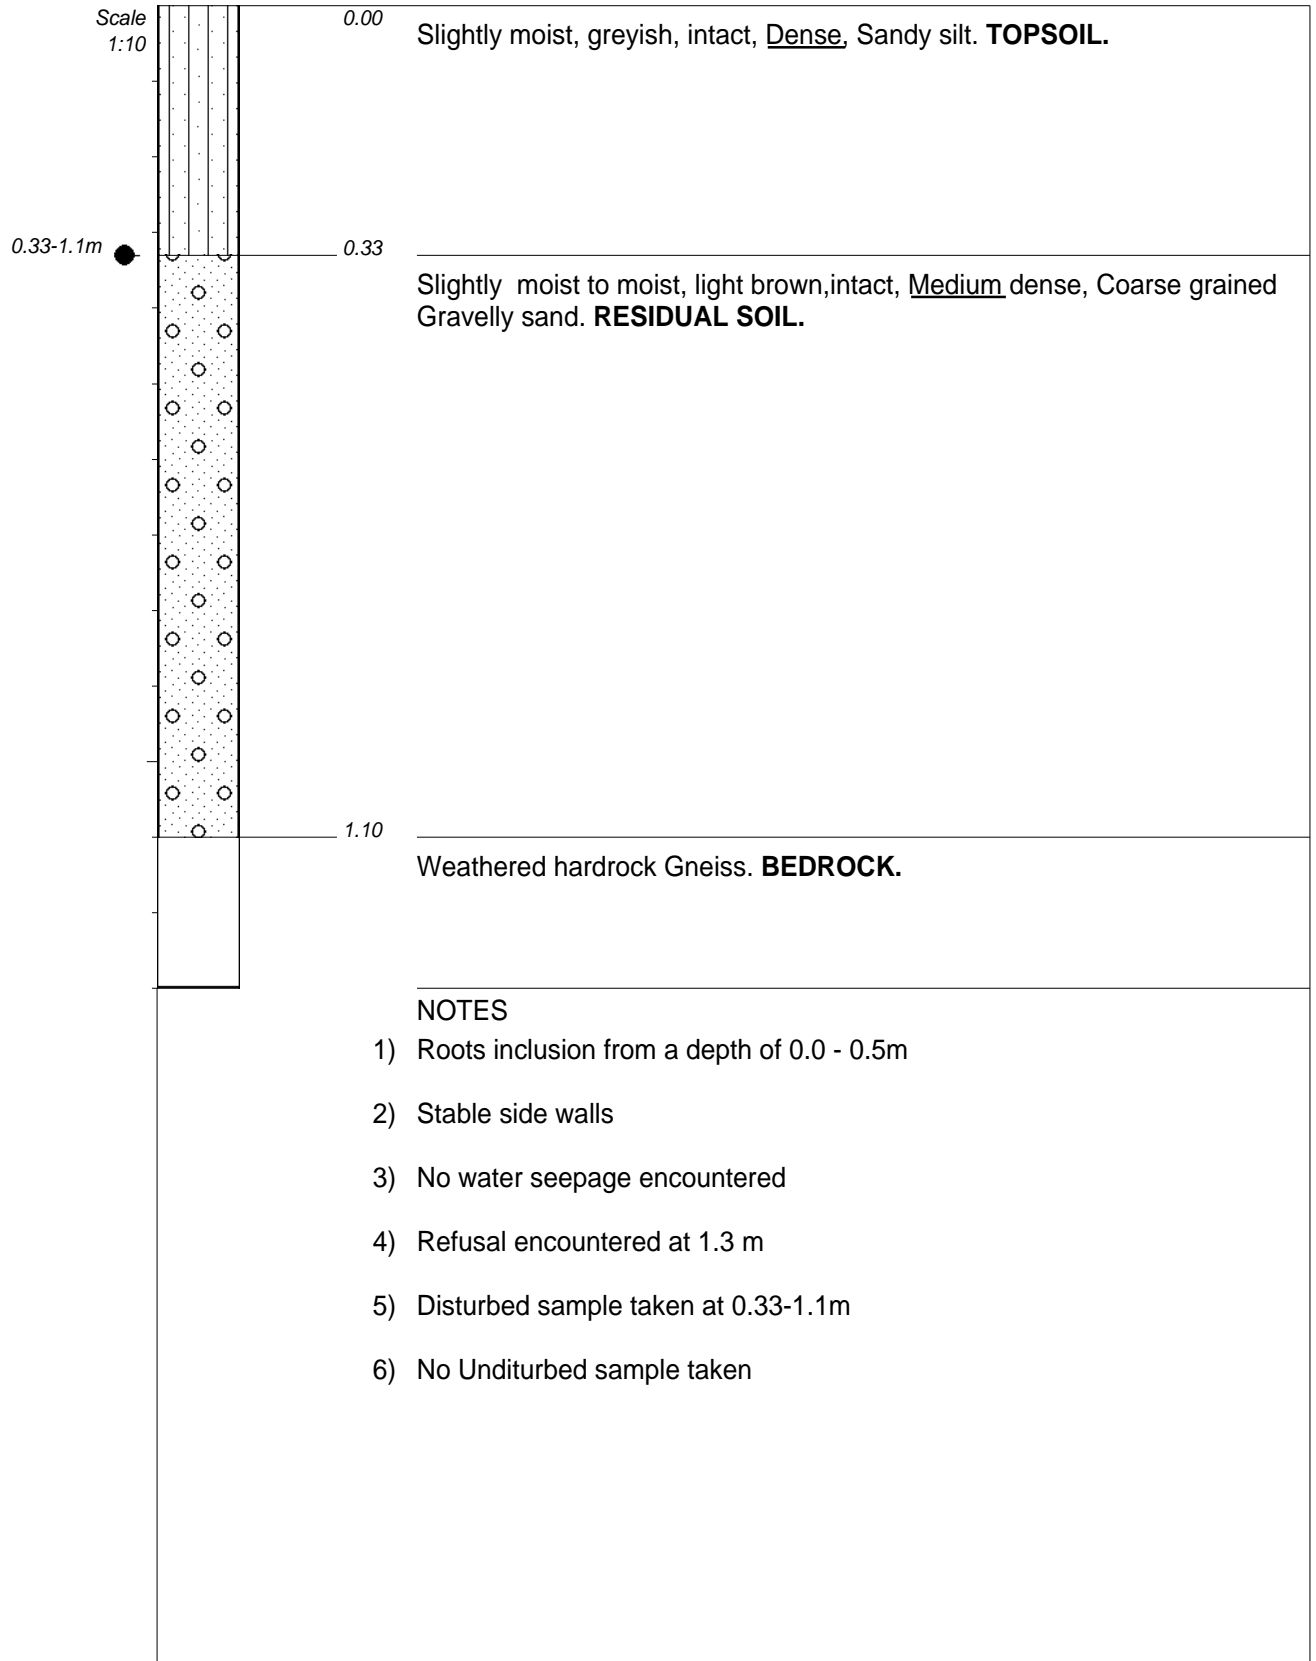 Scale
1:10
0.00
Slightly moist, greyish, intact, Dense, Sandy silt. TOPSOIL.
0.33-1.1m
0.33
Slightly  moist to moist, light brown,intact, Medium dense, Coarse grained
Gravelly sand. RESIDUAL SOIL.
1.10
Weathered hardrock Gneiss. BEDROCK.
NOTES
1) Roots inclusion from a depth of 0.0 - 0.5m
2) Stable side walls
3) No water seepage encountered
4) Refusal encountered at 1.3 m
5) Disturbed sample taken at 0.33-1.1m
6) No Unditurbed sample taken